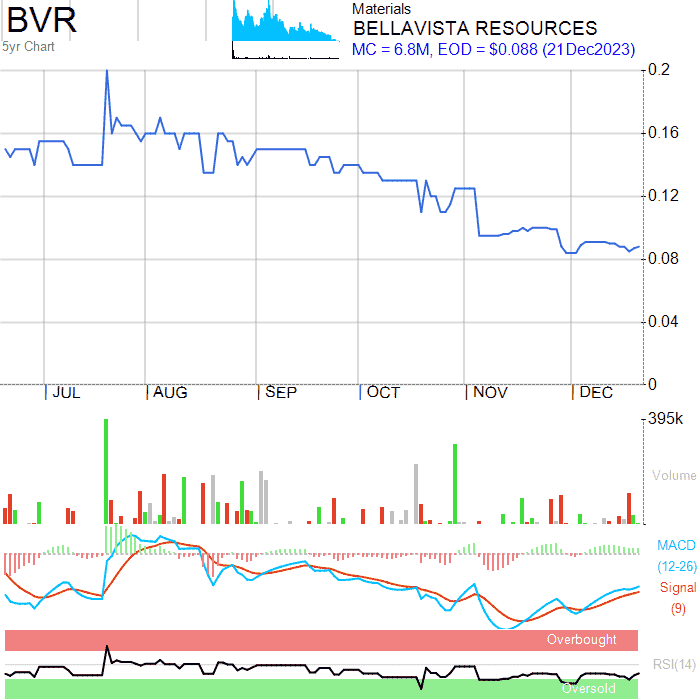 BVR
5yr Chart
Materials
BELLAVISTA RESOURCES
MC = 6.8M, EOD = $0.088 (21Dec2023)
0.2
0.16
0.12
0.08
0.04
0
JUL AUG SEP OCT NOV DEC
395k
Volume
MACD
(12-26)
Signal
(9)
Overbought
RSI(14)
Oversold